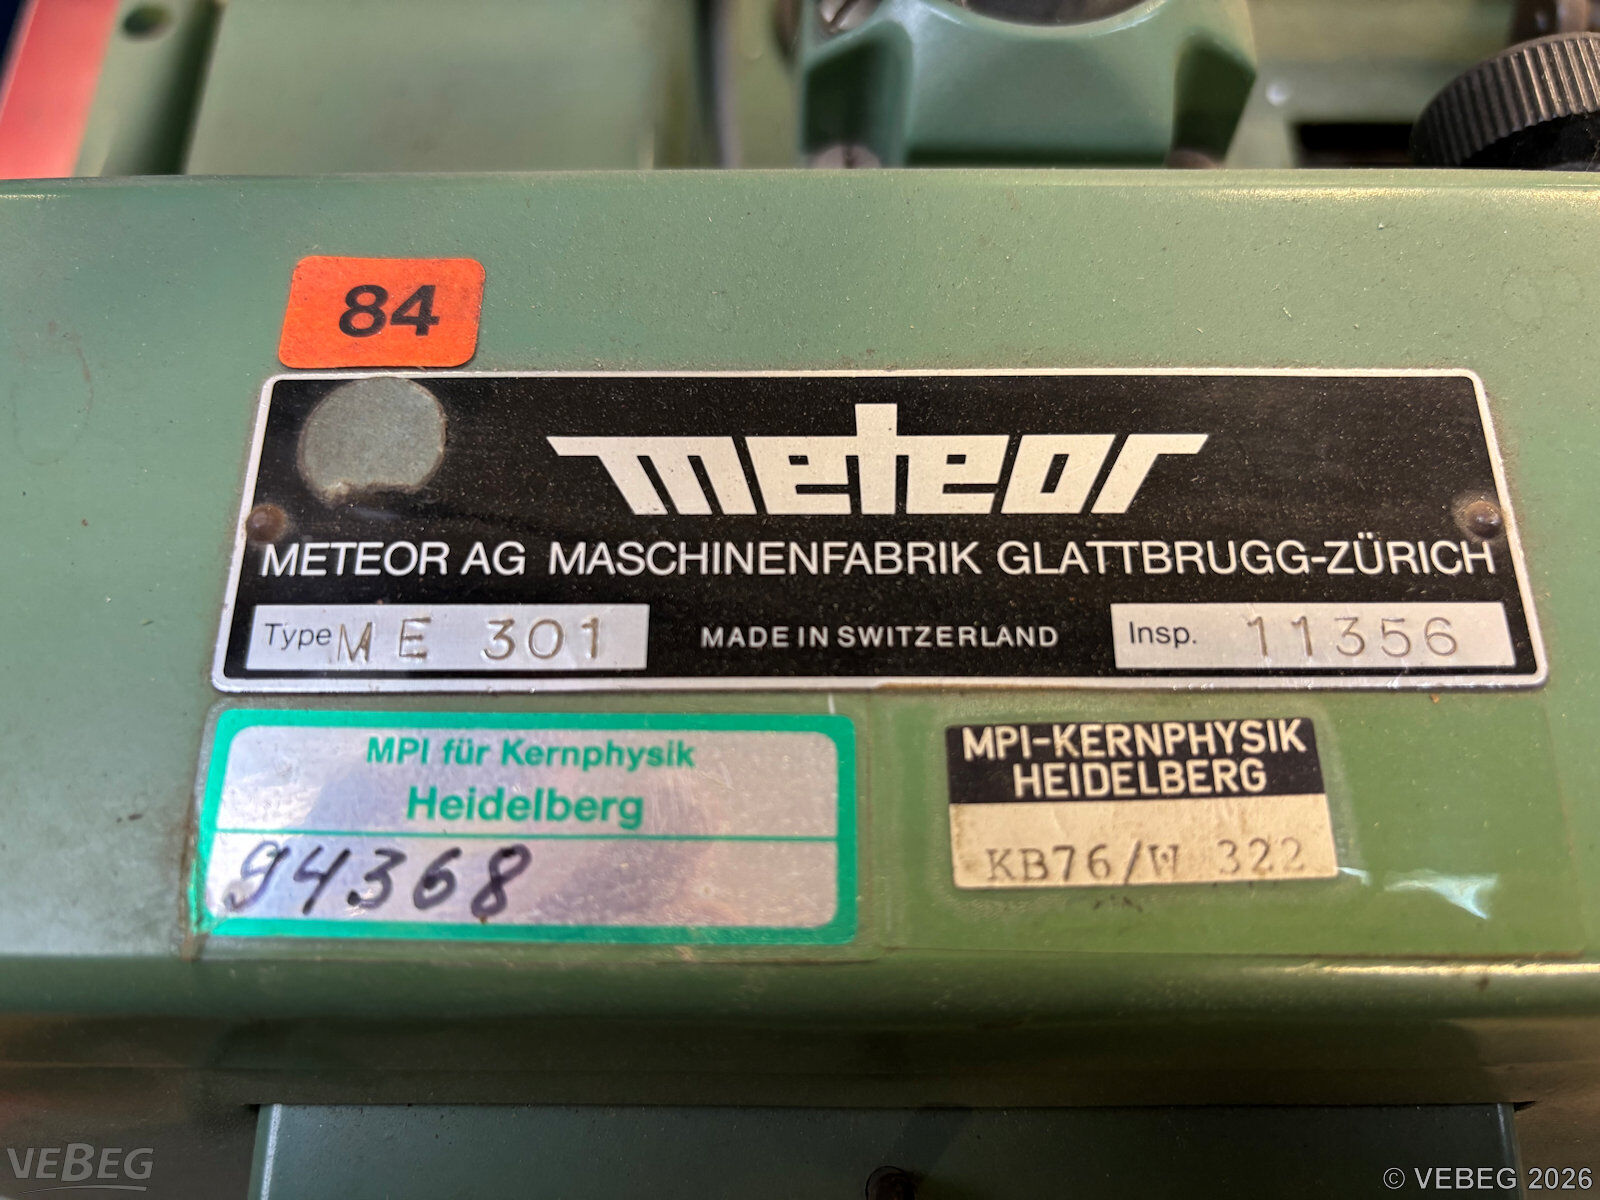 84
meteor
METEOR AG MASCHINENFABRIK GLATTBRUGG-ZÜRICH
Type ME 301
MADE IN SWITZERLAND
Insp. 11356
MPI für Kernphysik
Heidelberg
94368
MPI-KERNPHYSIK
HEIDELBERG
KB76/W 322
VEBEG
© VEBEG 2026